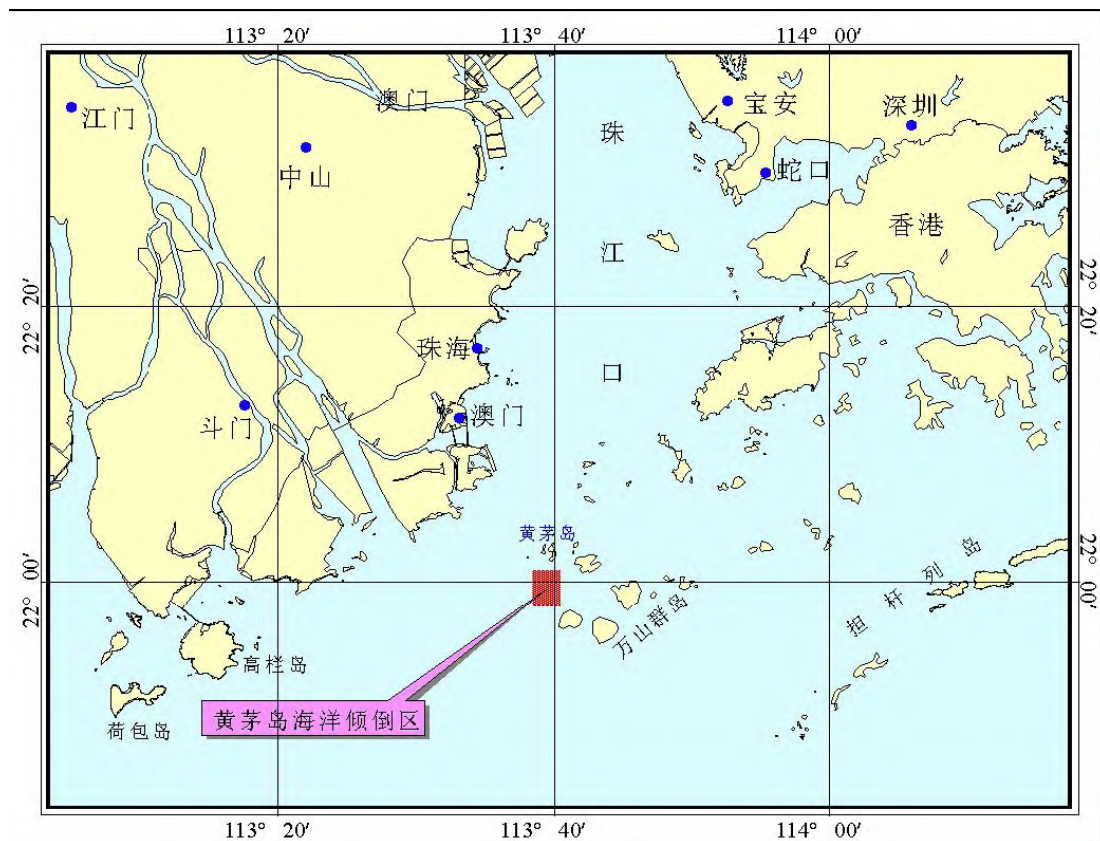 113° 20′
113° 40′
114° 00′
澳门
宝安
深圳
江门
珠
中山
蛇口
香港
江
22° 20′
22° 20′
珠海
口
澳门
斗门
黄茅岛
担杆列岛
22° 00′
22° 00′
万山群岛
高栏岛
黄茅岛海洋倾倒区
荷包岛
113° 20′
113° 40′
114° 00′